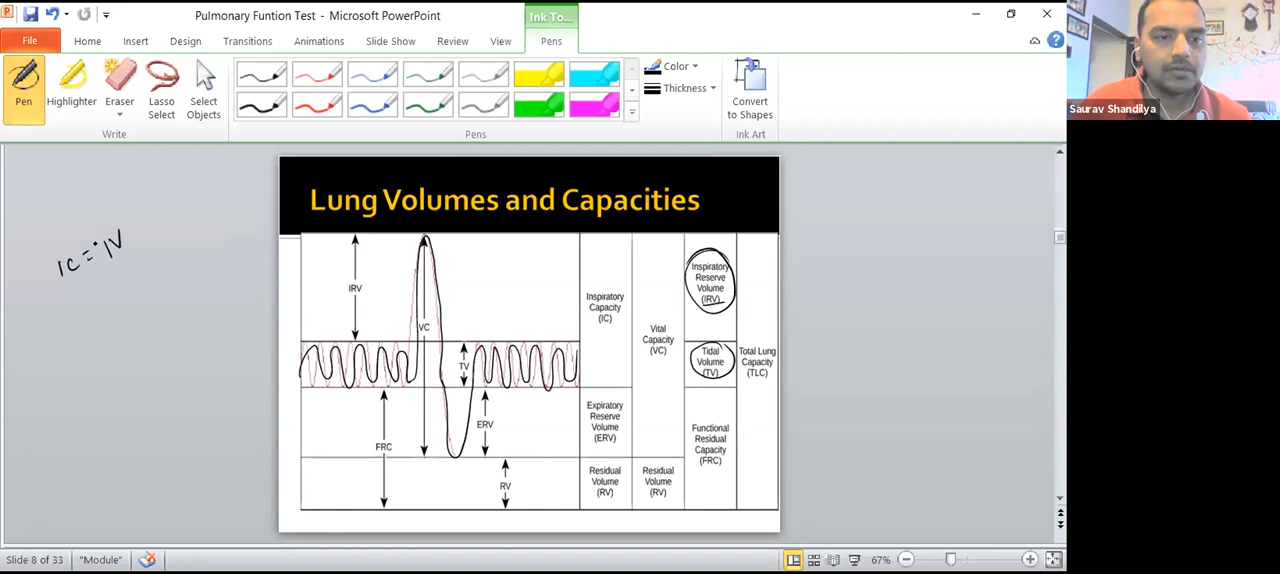 Pulmonary Funtion Test - Microsoft PowerPoint
Ink To...
File
Home
Insert
Design
Transitions
Animations
Slide Show
Review
View
Pens
Pen
Highlighter
Eraser
Lasso
Select
Select
Objects
Color
Thickness
Convert
to Shapes
Write
Pens
Ink Art
Saurav Shandilya
IC = IV
Lung Volumes and Capacities
IRV
VC
TV
FRC
ERV
RV
Inspiratory
Capacity
(IC)
Expiratory
Reserve
Volume
(ERV)
Residual
Volume
(RV)
Vital
Capacity
(VC)
Residual
Volume
(RV)
Inspiratory
Reserve
Volume
(IRV)
Tidal
Volume
(TV)
Functional
Residual
Capacity
(FRC)
Total Lung
Capacity
(TLC)
Slide 8 of 33
"Module"
67%